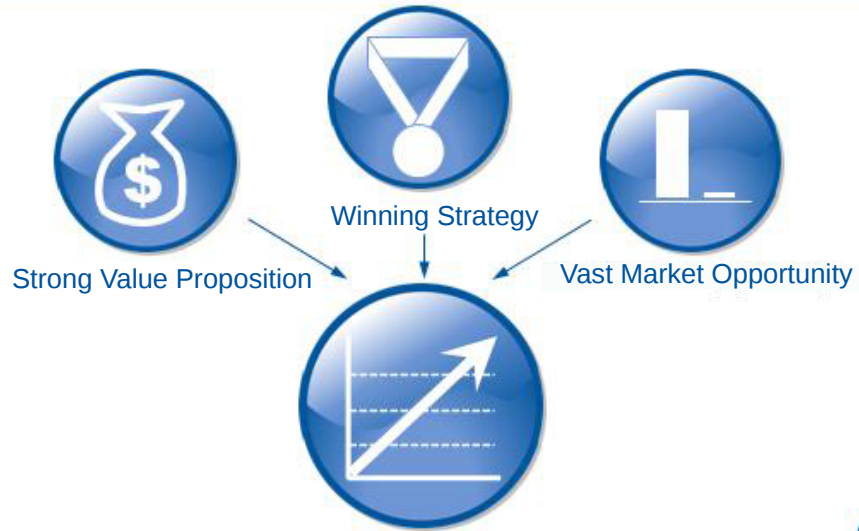 $
Winning Strategy
Strong Value Proposition
Vast Market Opportunity